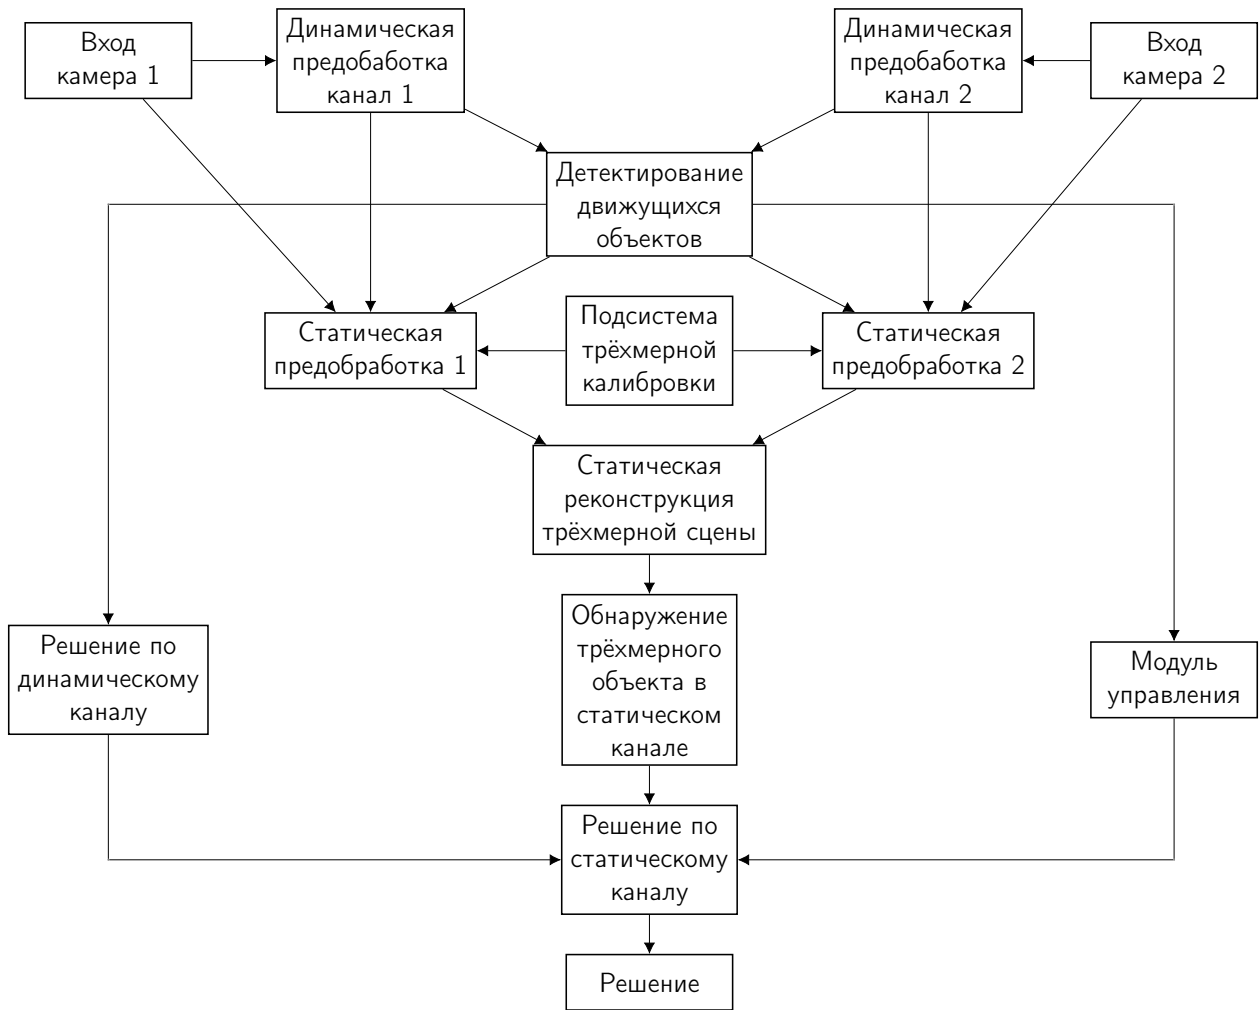 Вход
камера 1
Динамическая
предобаботка
канал 1
Динамическая
предобаботка
канал 2
Вход
камера 2
Детектирование
движущихся
объектов
Статическая
предобработка 1
Подсистема
трёхмерной
калибровки
Статическая
предобработка 2
Статическая
реконструкция
трёхмерной сцены
Решение по
динамическому
каналу
Обнаружение
трёхмерного
объекта в
статическом
канале
Модуль
управления
Решение по
статическому
каналу
Решение